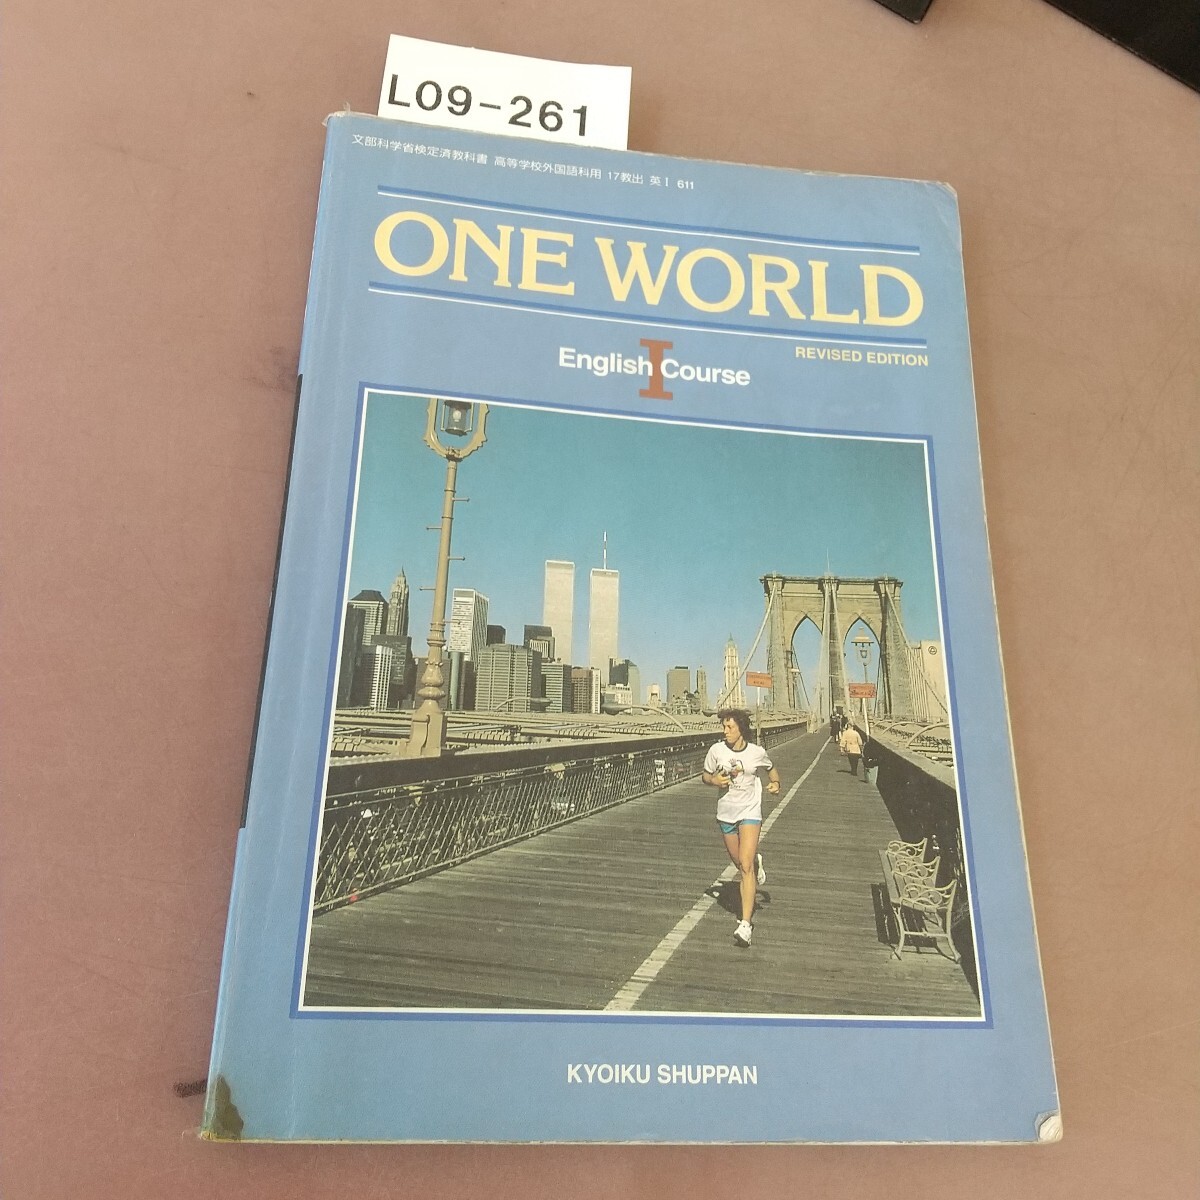 L09-261
文部科学省検定済教科書 高等学校外国語科用 17教出 英Ⅰ 611
ONE WORLD
REVISED EDITION
English I Course
KYOIKU SHUPPAN